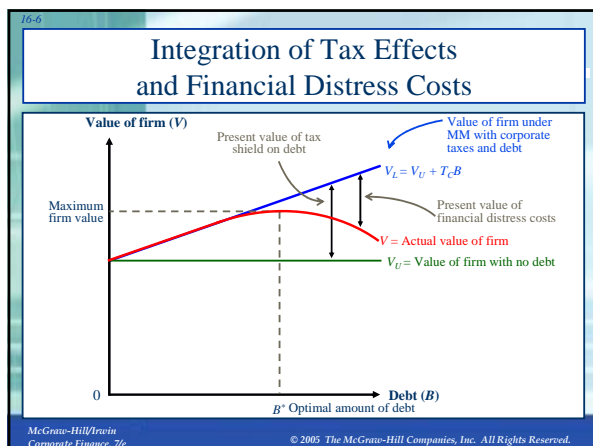 16-6
Integration of Tax Effects
and Financial Distress Costs
Value of firm (V)
Present value of tax
shield on debt
Value of firm under
MM with corporate
taxes and debt
V_L = V_U + T_C B
Maximum
firm value
Present value of
financial distress costs
V = Actual value of firm
V_U = Value of firm with no debt
0
Debt (B)
B* Optimal amount of debt
McGraw-Hill/Irwin
Corporate Finance, 7/e
© 2005 The McGraw-Hill Companies, Inc. All Rights Reserved.